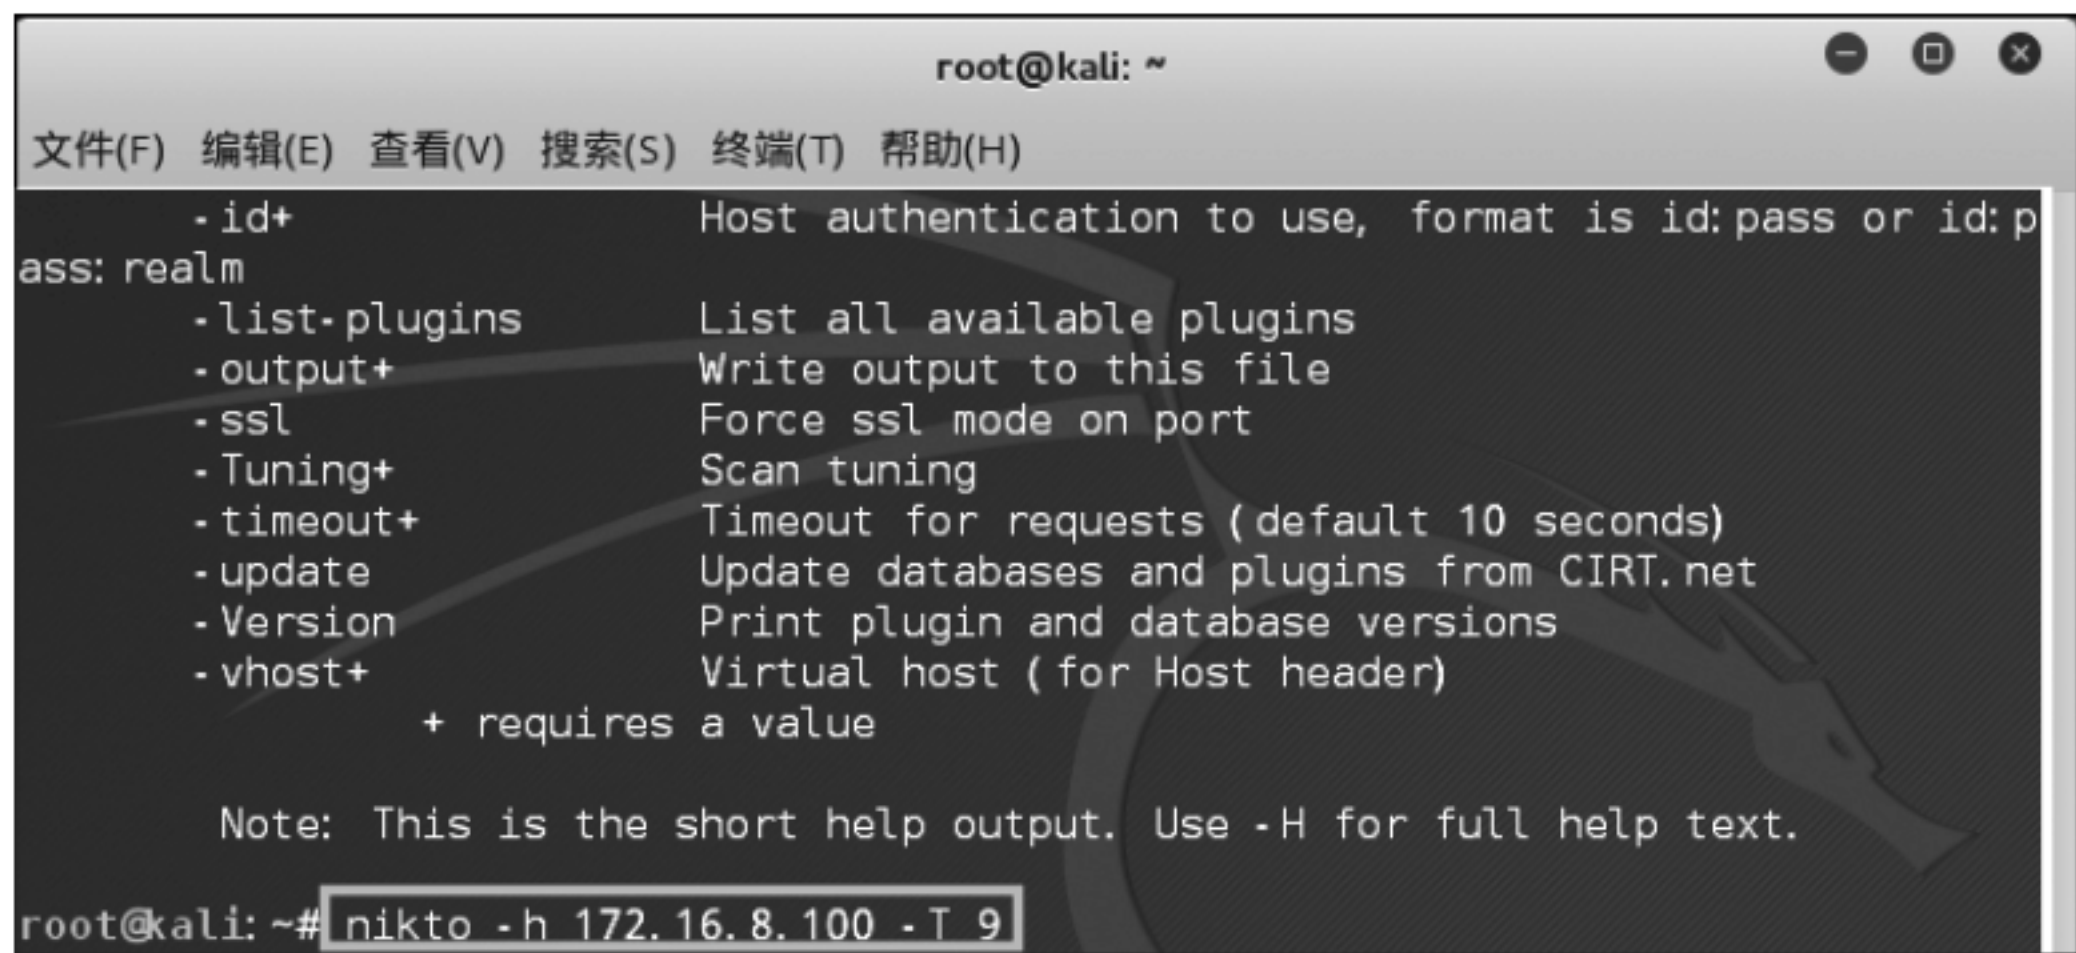 root@kali: ~
文件(F) 编辑(E) 查看(V) 搜索(S) 终端(T) 帮助(H)
-id+ Host authentication to use, format is id:pass or id:p
ass:realm
-list-plugins List all available plugins
-output+ Write output to this file
-ssl Force ssl mode on port
-Tuning+ Scan tuning
-timeout+ Timeout for requests (default 10 seconds)
-update Update databases and plugins from CIRT.net
-Version Print plugin and database versions
-vhost+ Virtual host (for Host header)
+ requires a value
Note: This is the short help output. Use -H for full help text.
root@kali:~# nikto -h 172.16.8.100 -T 9